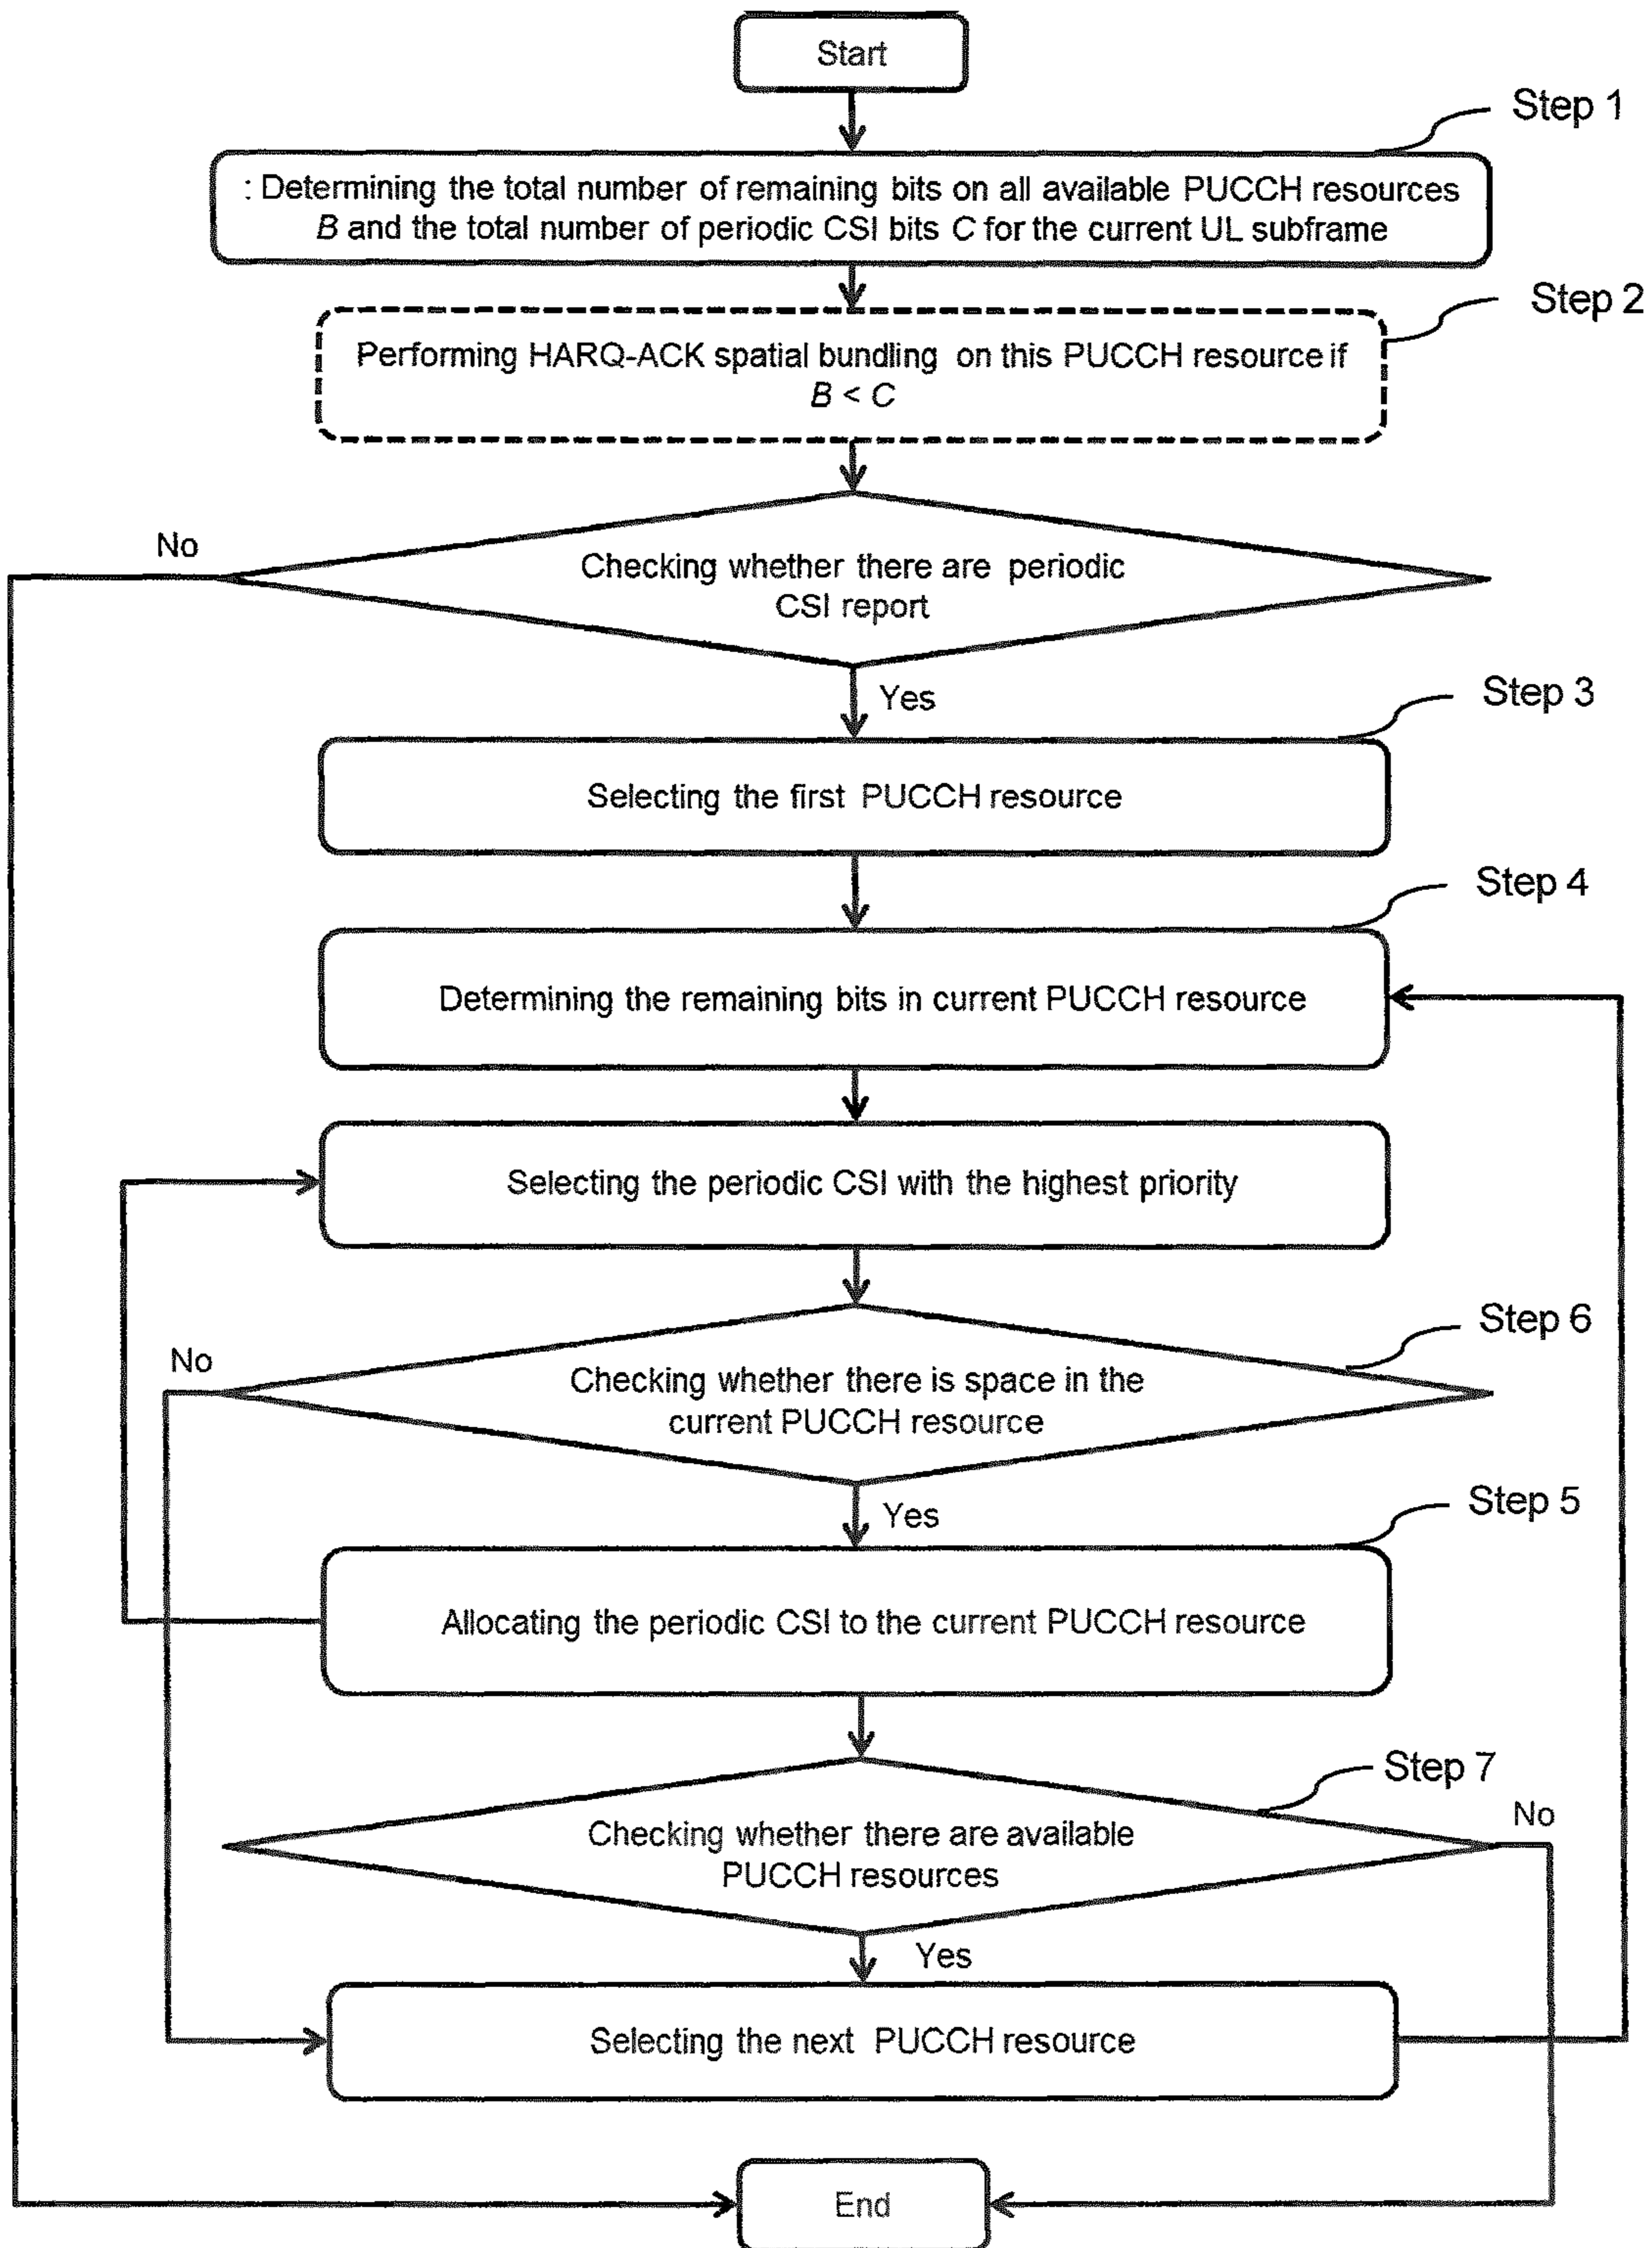 Start
Step 1
: Determining the total number of remaining bits on all available PUCCH resources
B and the total number of periodic CSI bits C for the current UL subframe
Step 2
Performing HARQ-ACK spatial bundling on this PUCCH resource if
B < C
No
Checking whether there are periodic
CSI report
Yes
Step 3
Selecting the first PUCCH resource
Step 4
Determining the remaining bits in current PUCCH resource
Selecting the periodic CSI with the highest priority
Step 6
No
Checking whether there is space in the
current PUCCH resource
Yes
Step 5
Allocating the periodic CSI to the current PUCCH resource
Step 7
No
Checking whether there are available
PUCCH resources
Yes
Selecting the next PUCCH resource
End